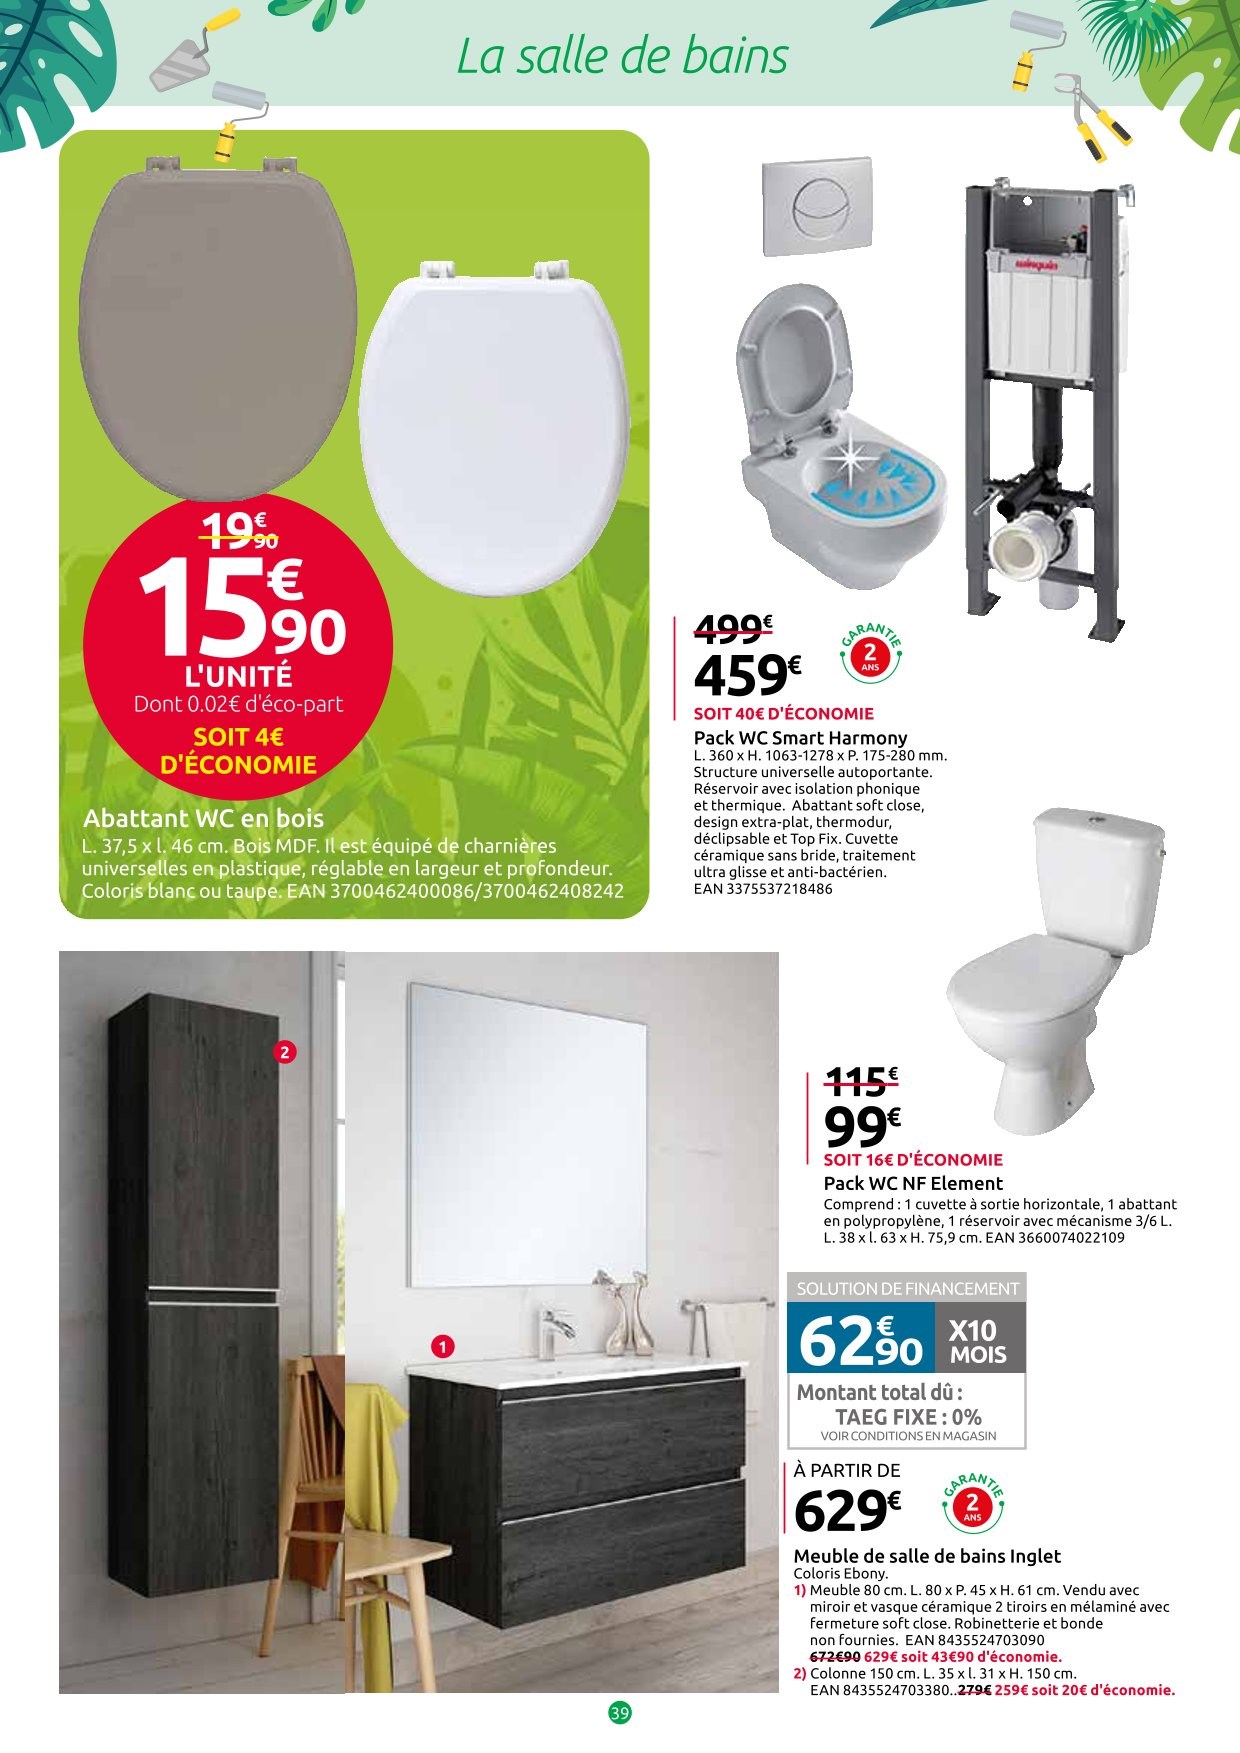 La salle de bains
19€90
15€90
L'UNITÉ
Dont 0.02€ d'éco-part
SOIT 4€
D'ÉCONOMIE
Abattant WC en bois
L. 37,5 x l. 46 cm. Bois MDF. Il est équipé de charnières
universelles en plastique, réglable en largeur et profondeur.
Coloris blanc ou taupe. EAN 3700462400086/3700462408242
winquin
499€
459€
GARANTIE
2
ANS
SOIT 40€ D'ÉCONOMIE
Pack WC Smart Harmony
L. 360 x H. 1063-1278 x P. 175-280 mm.
Structure universelle autoportante.
Réservoir avec isolation phonique
et thermique. Abattant soft close,
design extra-plat, thermodur,
déclipsable et Top Fix. Cuvette
céramique sans bride, traitement
ultra glisse et anti-bactérien.
EAN 3375537218486
115€
99€
SOIT 16€ D'ÉCONOMIE
Pack WC NF Element
Comprend : 1 cuvette à sortie horizontale, 1 abattant
en polypropylène, 1 réservoir avec mécanisme 3/6 L.
L. 38 x l. 63 x H. 75,9 cm. EAN 3660074022109
2
1
SOLUTION DE FINANCEMENT
62€90
X10
MOIS
Montant total dû :
TAEG FIXE : 0%
VOIR CONDITIONS EN MAGASIN
À PARTIR DE
629€
GARANTIE
2
ANS
Meuble de salle de bains Inglet
Coloris Ebony.
1) Meuble 80 cm. L. 80 x P. 45 x H. 61 cm. Vendu avec
miroir et vasque céramique 2 tiroirs en mélaminé avec
fermeture soft close. Robinetterie et bonde
non fournies. EAN 8435524703090
672€90 629€ soit 43€90 d'économie.
2) Colonne 150 cm. L. 35 x l. 31 x H. 150 cm.
EAN 8435524703380..279€ 259€ soit 20€ d'économie.
39